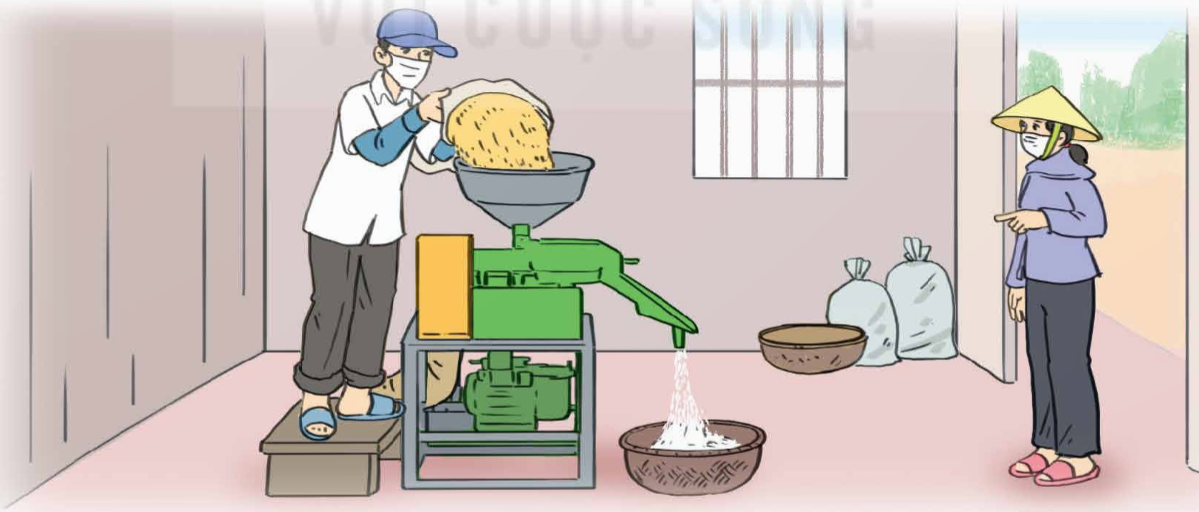 VỚI CUỘC SỐNG